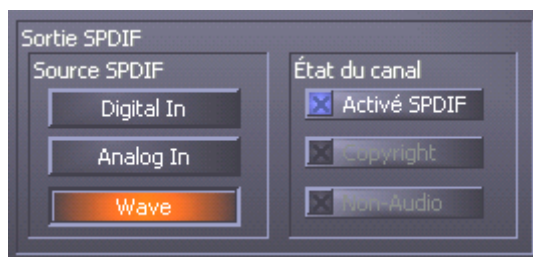 Sortie SPDIF
Source SPDIF
Digital In
Analog In
Wave
État du canal
Activé SPDIF
Copyright
Non-Audio